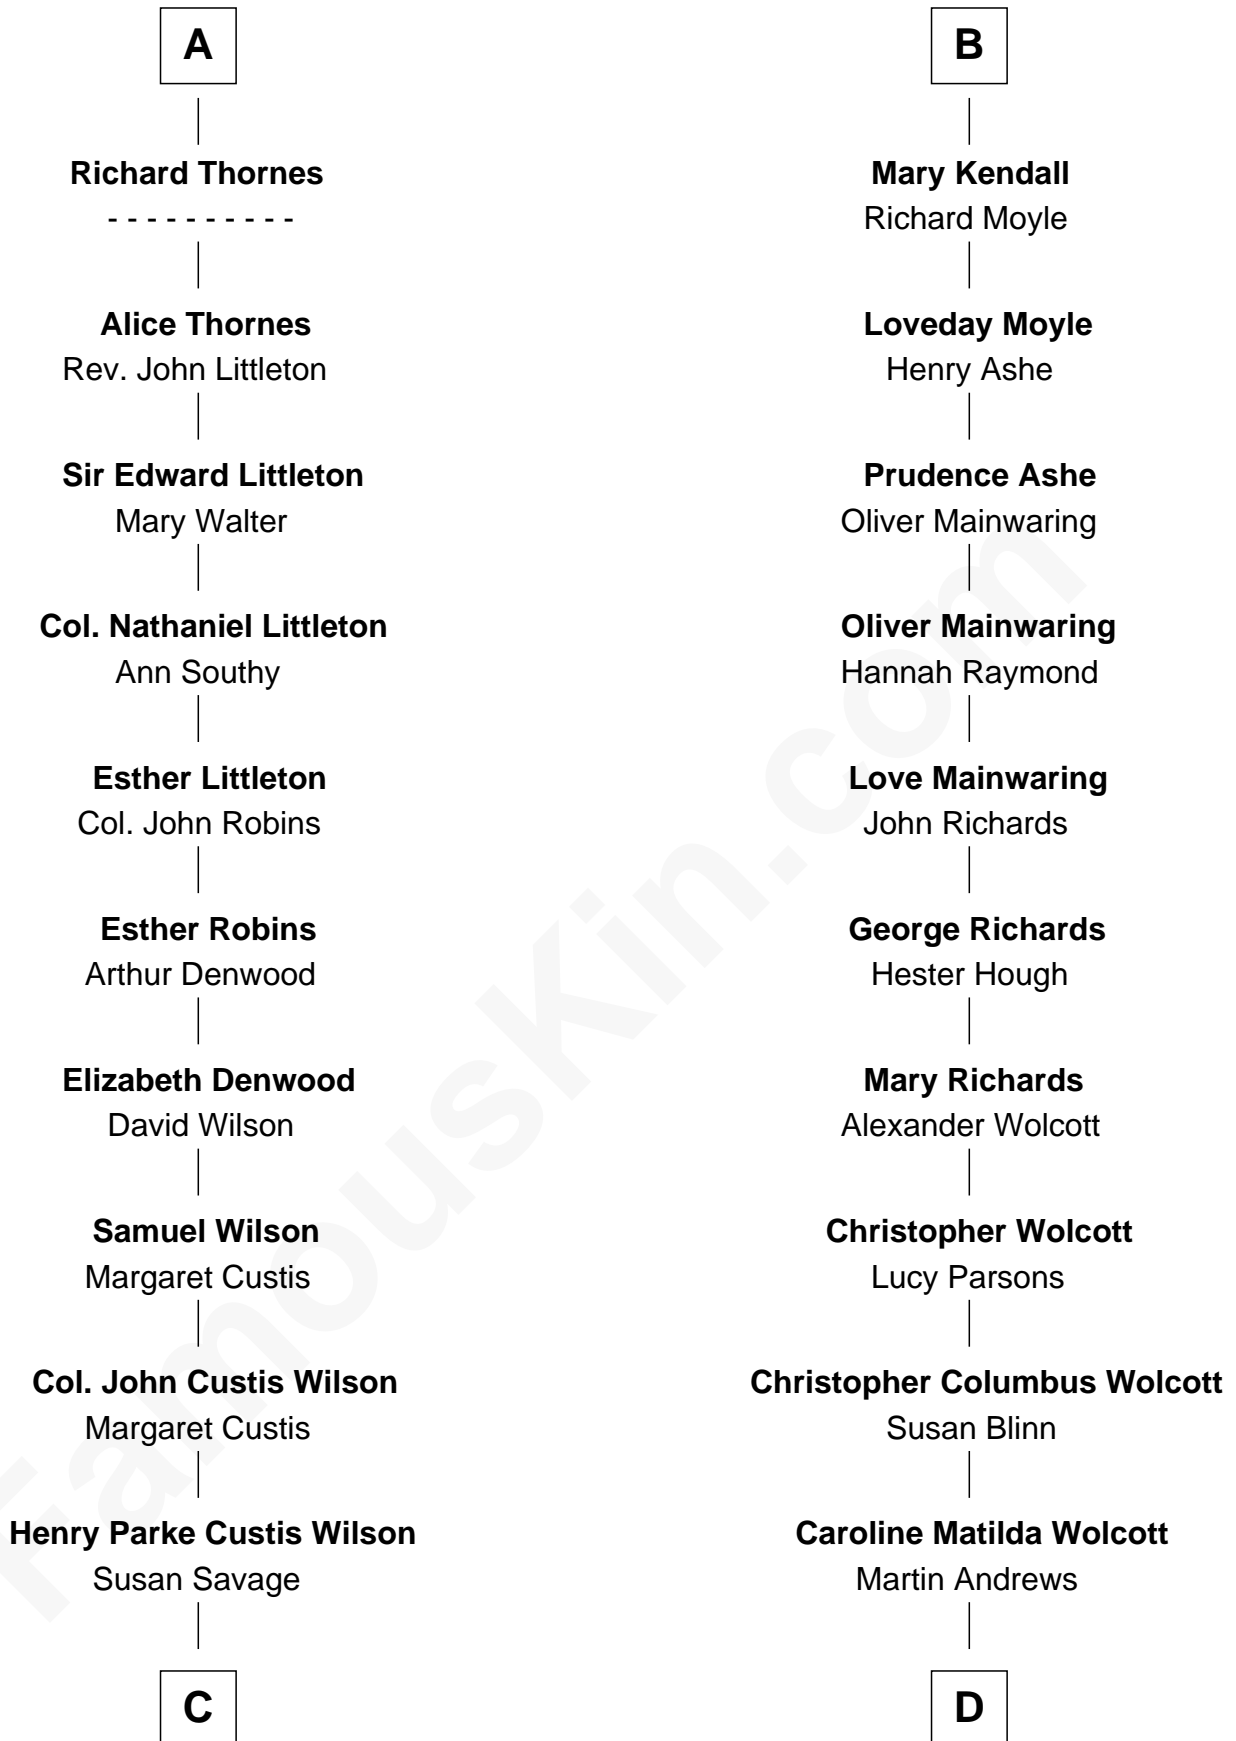 A
Richard Thornes
- - - - - - - - - -
Alice Thornes
Rev. John Littleton
Sir Edward Littleton
Mary Walter
Col. Nathaniel Littleton
Ann Southy
Esther Littleton
Col. John Robins
Esther Robins
Arthur Denwood
Elizabeth Denwood
David Wilson
Samuel Wilson
Margaret Custis
Col. John Custis Wilson
Margaret Custis
Henry Parke Custis Wilson
Susan Savage
C
B
Mary Kendall
Richard Moyle
Loveday Moyle
Henry Ashe
Prudence Ashe
Oliver Mainwaring
Oliver Mainwaring
Hannah Raymond
Love Mainwaring
John Richards
George Richards
Hester Hough
Mary Richards
Alexander Wolcott
Christopher Wolcott
Lucy Parsons
Christopher Columbus Wolcott
Susan Blinn
Caroline Matilda Wolcott
Martin Andrews
D
FamousKin.com